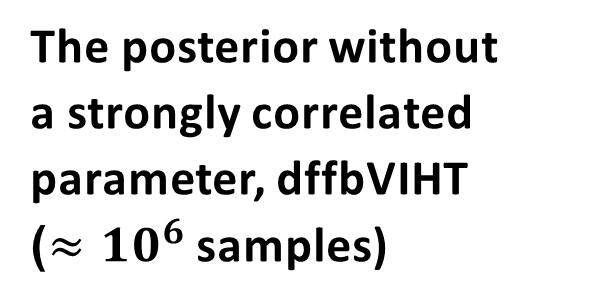 The posterior without
a strongly correlated
parameter, dffbVIHT
(≈ 10⁶ samples)